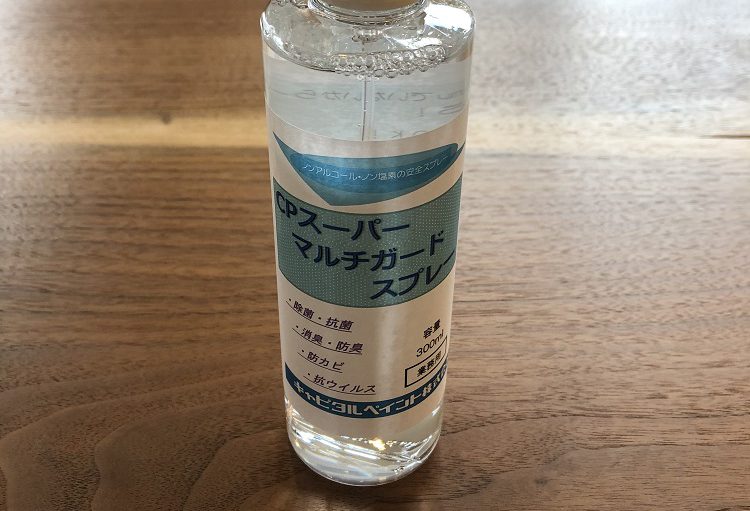 ノンアルコール・ノン塩素の安全スプレー
CPスーパー
マルチガード
スプレー
・除菌・抗菌
・消臭・防臭
・防カビ
・抗ウイルス
容量
300ml
業務用
キャピタルペイント株式